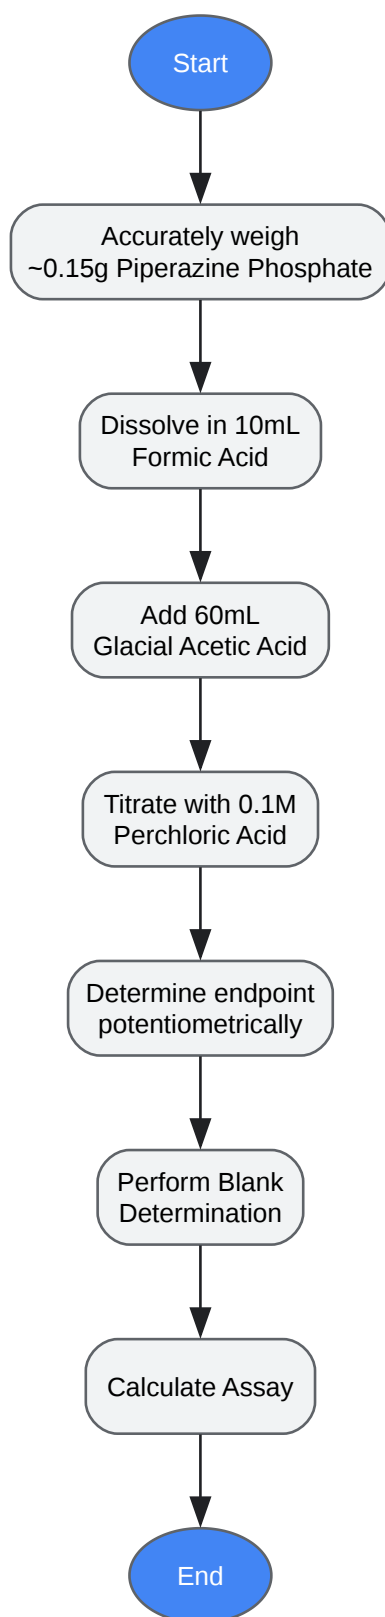 Start
Accurately weigh
~0.15g Piperazine Phosphate
Dissolve in 10mL
Formic Acid
Add 60mL
Glacial Acetic Acid
Titrate with 0.1M
Perchloric Acid
Determine endpoint
potentiometrically
Perform Blank
Determination
Calculate Assay
End